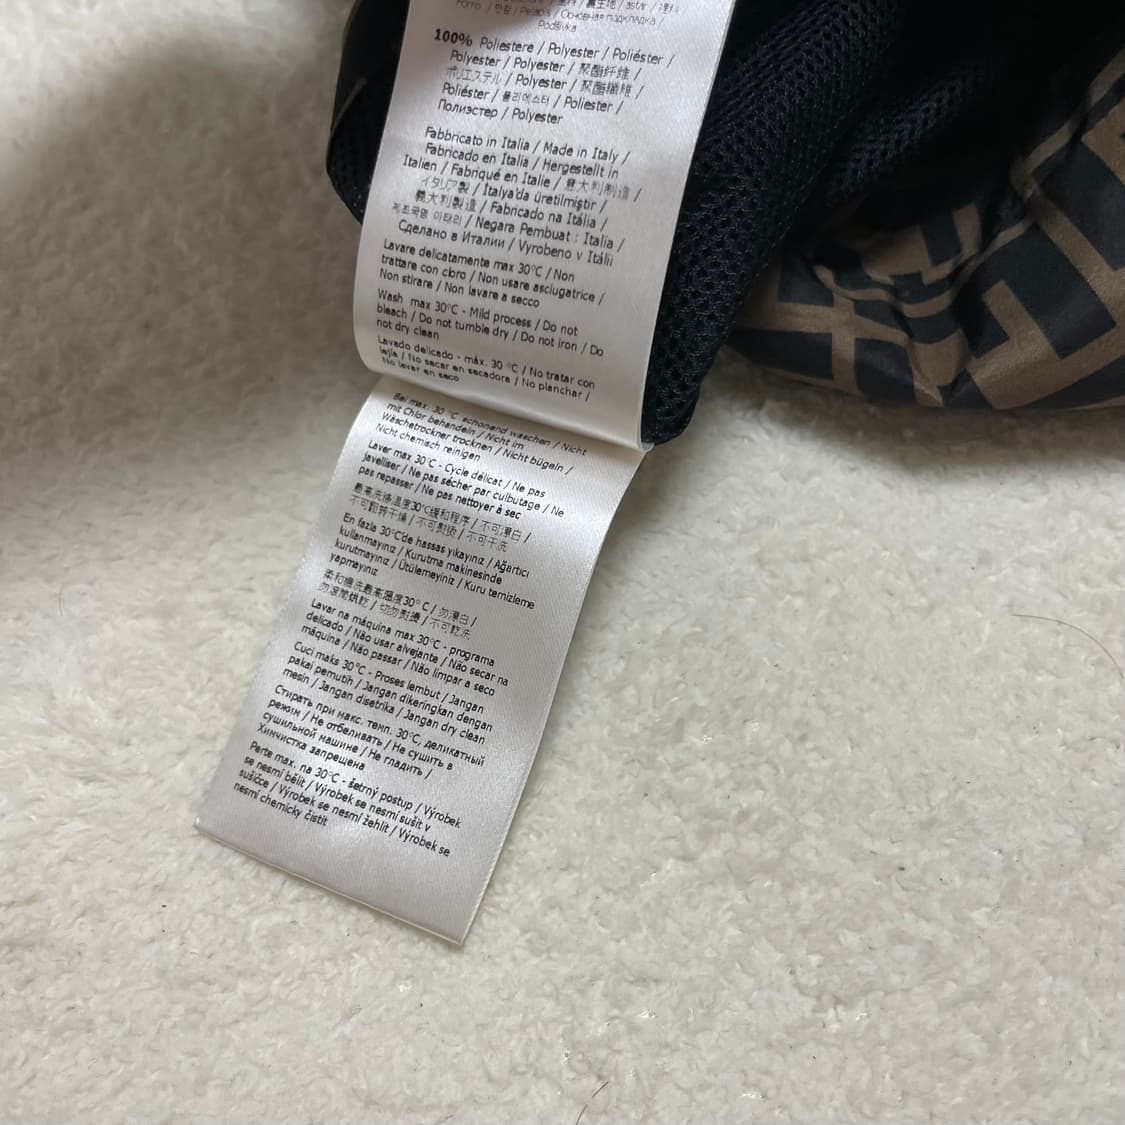 Forro / 안감 / Pelapis / Основная подкладка /
Podšívka
100% Poliestere / Polyester / Poliéster /
Polyester / Polyester / 聚酯纤维 /
ポリエステル / Polyester / 聚酯纖維 /
Poliéster / 폴리에스터 / Poliester /
Полиэстер / Polyester
Fabbricato in Italia / Made in Italy /
Fabricado en Italia / Hergestellt in
Italien / Fabriqué en Italie / 意大利制造 /
イタリア製 / İtalya'da üretilmiştir /
義大利製造 / Fabricado na Itália /
제조국명 이태리 / Negara Pembuat : Italia /
Сделано в Италии / Vyrobeno v Itálii
Lavare delicatamente max 30°C / Non
trattare con cloro / Non usare asciugatrice /
Non stirare / Non lavare a secco
Wash max 30°C - Mild process / Do not
bleach / Do not tumble dry / Do not iron / Do
not dry clean
Lavado delicado - máx. 30 °C / No tratar con
lejía / No secar en secadora / No planchar /
No lavar en seco
Bei max. 30 °C schonend waschen / Nicht
mit Chlor behandeln / Nicht im
Wäschetrockner trocknen / Nicht bügeln /
Nicht chemisch reinigen
Laver max 30°C - Cycle délicat / Ne pas
javelliser / Ne pas sécher par culbutage / Ne
pas repasser / Ne pas nettoyer à sec
最高洗涤温度30°C缓和程序 / 不可漂白 /
不可翻转干燥 / 不可熨烫 / 不可干洗
En fazla 30°C'de hassas yıkayınız / Ağartıcı
kullanmayınız / Kurutma makinesinde
kurutmayınız / Ütülemeyiniz / Kuru temizleme
yapmayınız
柔和機洗最高溫度30° C / 勿漂白 /
勿滾筒烘乾 / 切勿熨燙 / 不可乾洗
Lavar na máquina max 30°C - programa
delicado / Não usar alvejante / Não secar na
máquina / Não passar / Não limpar a seco
Cuci maks 30°C - Proses lembut / Jangan
pakai pemutih / Jangan dikeringkan dengan
mesin / Jangan disetrika / Jangan dry clean
Стирать при макс. темп. 30°C, деликатный
режим / Не отбеливать / Не сушить в
сушильной машине / Не гладить /
Химчистка запрещена
Perte max. na 30°C - šetrný postup / Výrobek
se nesmí bělit / Výrobek se nesmí sušit v
sušičce / Výrobek se nesmí žehlit / Výrobek se
nesmí chemicky čistit